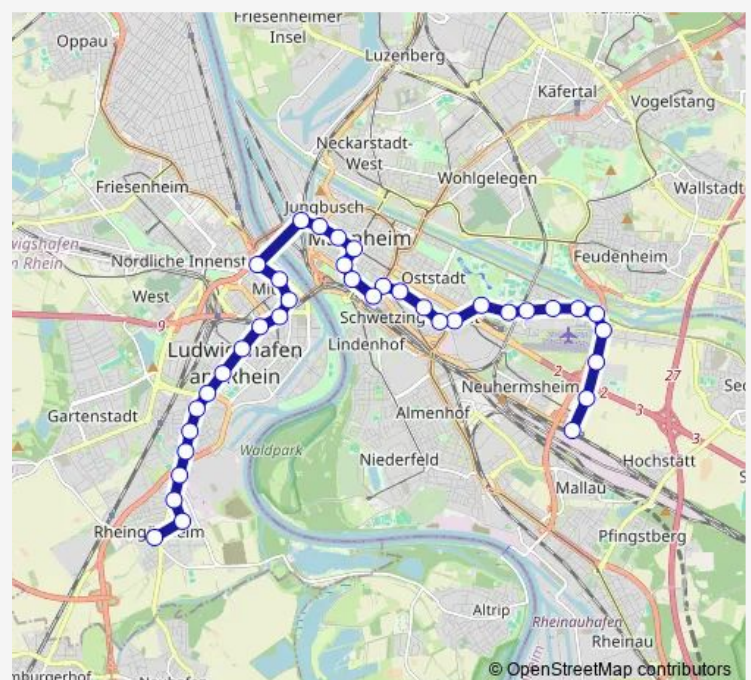 Friesenheimer
Insel
Oppau
Luzenberg
Käfertal
Vogelstang
Neckarstadt-
West
Wohlgelegen
Friesenheim
Wallstadt
Jungbusch
Feudenheim
Nördliche Innenst
Oststadt
West
9
Schwetzing
Lindenhof
27
2
Neuhermsheim
2
3
Gartenstadt
Almenhof
3
Waldpark
Niederfeld
Hochstätt
Mallau
Pfingstberg
Altrip
Rheinauhafen
Rheinau
© OpenStreetMap contributors